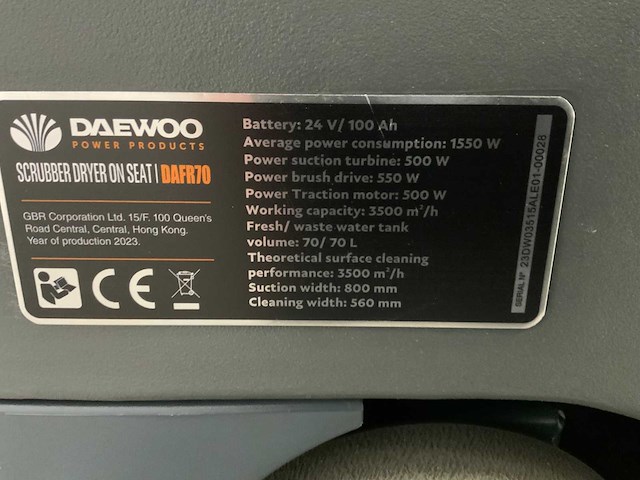 DAEWOO
POWER PRODUCTS
SCRUBBER DRYER ON SEAT | DAFR70
GBR Corporation Ltd. 15/F. 100 Queen's
Road Central, Central, Hong Kong.
Year of production 2023.
CE
Battery: 24 V/ 100 Ah
Average power consumption: 1550 W
Power suction turbine: 500 W
Power brush drive: 550 W
Power Traction motor: 500 W
Working capacity: 3500 m²/h
Fresh/ waste water tank
volume: 70/ 70 L
Theoretical surface cleaning
performance: 3500 m²/h
Suction width: 800 mm
Cleaning width: 560 mm
SERIAL Nº 23DW03515ALE01-00028